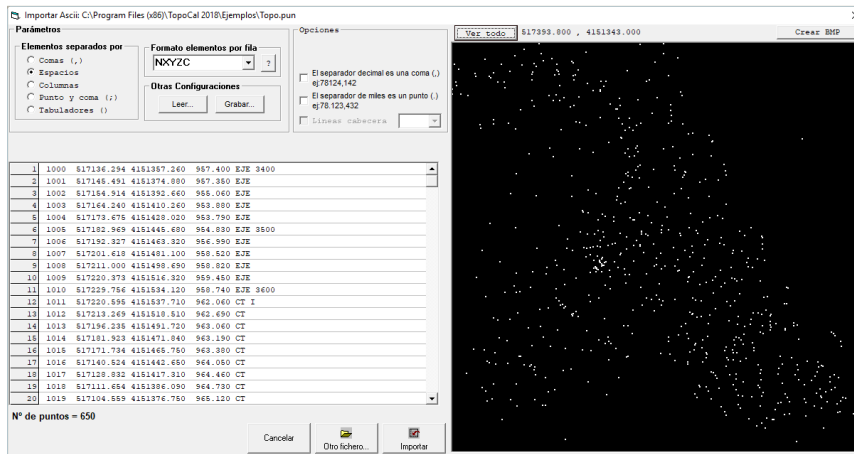 Importar Ascii: C:\Program Files (x86)\TopoCal 2018\Ejemplos\Topo.pun
Parámetros
Elementos separados por
Comas (,)
Espacios
Columnas
Punto y coma (;)
Tabuladores ()
Formato elementos por fila
NXYZC
?
Otras Configuraciones
Leer...
Grabar...
Opciones
El separador decimal es una coma (,)
ej:78124,142
El separador de miles es un punto (.)
ej:78.123,432
Lineas cabecera
Ver todo
517393.800 , 4151343.000
Crear BMP
1 1000 517136.294 4151357.260 957.400 EJE 3400
2 1001 517145.491 4151374.880 957.350 EJE
3 1002 517154.914 4151392.660 955.060 EJE
4 1003 517164.240 4151410.260 953.880 EJE
5 1004 517173.675 4151428.020 953.790 EJE
6 1005 517182.969 4151445.680 954.830 EJE 3500
7 1006 517192.327 4151463.320 956.990 EJE
8 1007 517201.618 4151481.100 958.520 EJE
9 1008 517211.000 4151498.690 958.820 EJE
10 1009 517220.373 4151516.320 959.450 EJE
11 1010 517229.756 4151534.120 958.740 EJE 3600
12 1011 517220.595 4151537.710 962.060 CT I
13 1012 517213.269 4151518.510 962.690 CT
14 1013 517196.235 4151491.720 963.060 CT
15 1014 517181.923 4151471.840 963.190 CT
16 1015 517171.734 4151465.750 963.380 CT
17 1016 517140.524 4151442.650 964.050 CT
18 1017 517128.832 4151417.310 964.460 CT
19 1018 517111.654 4151386.090 964.730 CT
20 1019 517104.559 4151376.750 965.120 CT
Nº de puntos = 650
Cancelar
Otro fichero...
Importar